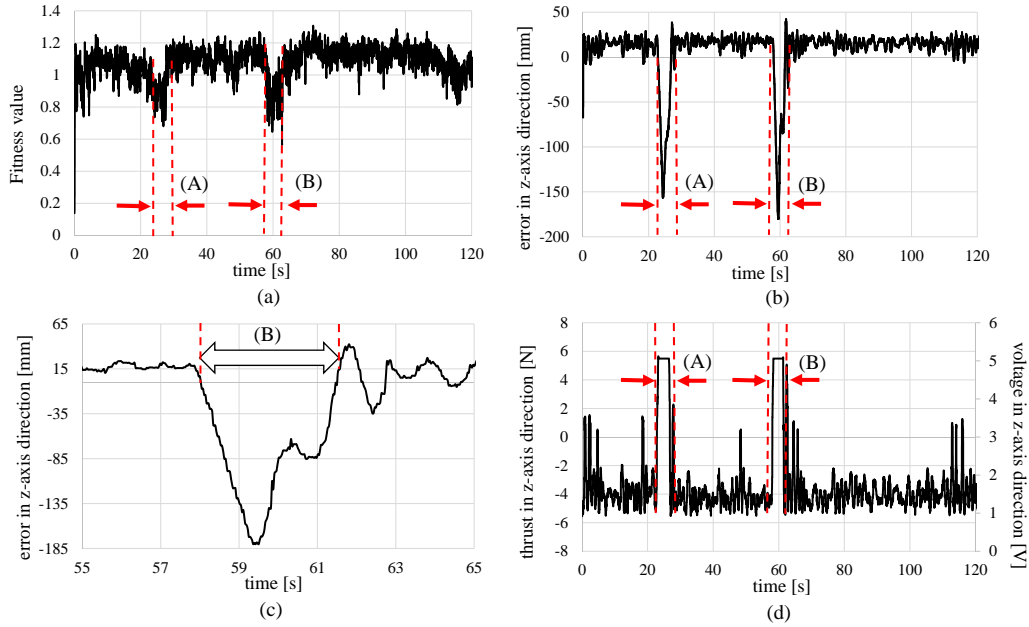 1.4
1.2
1
0.8
0.6
0.4
0.2
0
Fitness value
(A)
(B)
0 20 40 60 80 100 120
time [s]
(a)
50
0
-50
-100
-150
-200
error in z-axis direction [mm]
(A)
(B)
0 20 40 60 80 100 120
time [s]
(b)
65
15
-35
-85
-135
-185
error in z-axis direction [mm]
(B)
55 57 59 61 63 65
time [s]
(c)
8
6
4
2
0
-2
-4
-6
-8
thrust in z-axis direction [N]
(A)
(B)
6
5
4
3
2
1
0
voltage in z-axis direction [V]
0 20 40 60 80 100 120
time [s]
(d)